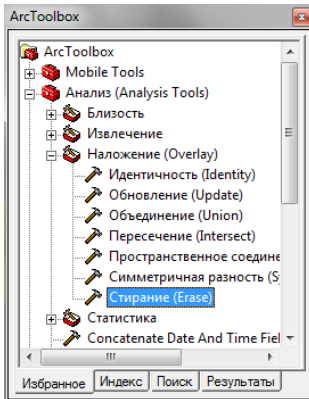 ArcToolbox
ArcToolbox
Mobile Tools
Анализ (Analysis Tools)
Близость
Извлечение
Наложение (Overlay)
Идентичность (Identity)
Обновление (Update)
Объединение (Union)
Пересечение (Intersect)
Пространственное соедине
Симметричная разность (S
Стирание (Erase)
Статистика
Concatenate Date And Time Fiel
Избранное Индекс Поиск Результаты